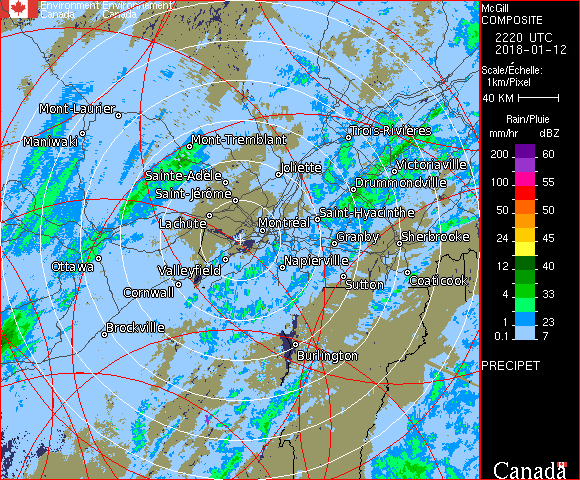 Environment Environnement
Canada Canada
Mont-Laurier
Maniwaki
Mont-Tremblant
Trois-Rivières
Sainte-Adèle
Joliette
Victoriaville
Saint-Jérôme
Drummondville
Lachute
Montréal
Saint-Hyacinthe
Granby
Sherbrooke
Ottawa
Valleyfield
Napierville
Cornwall
Sutton
Coaticook
Brockville
Burlington
McGill
COMPOSITE
2220 UTC
2018-01-12
Scale/Échelle:
1km/Pixel
40 KM
Rain/Pluie
mm/hr dBZ
200 60
100 55
50 50
24 45
12 40
4 33
1 23
0.1 7
PRECIPET
Canada